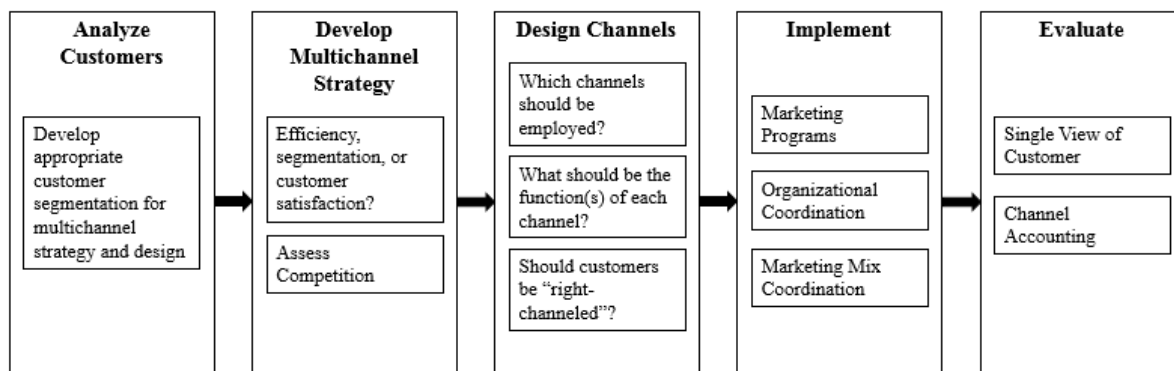 Analyze
Customers
Develop
appropriate
customer
segmentation for
multichannel
strategy and design
Develop
Multichannel
Strategy
Efficiency,
segmentation, or
customer
satisfaction?
Assess
Competition
Design Channels
Which channels
should be
employed?
What should be the
function(s) of each
channel?
Should customers
be “right-
channeled”?
Implement
Marketing
Programs
Organizational
Coordination
Marketing Mix
Coordination
Evaluate
Single View of
Customer
Channel
Accounting